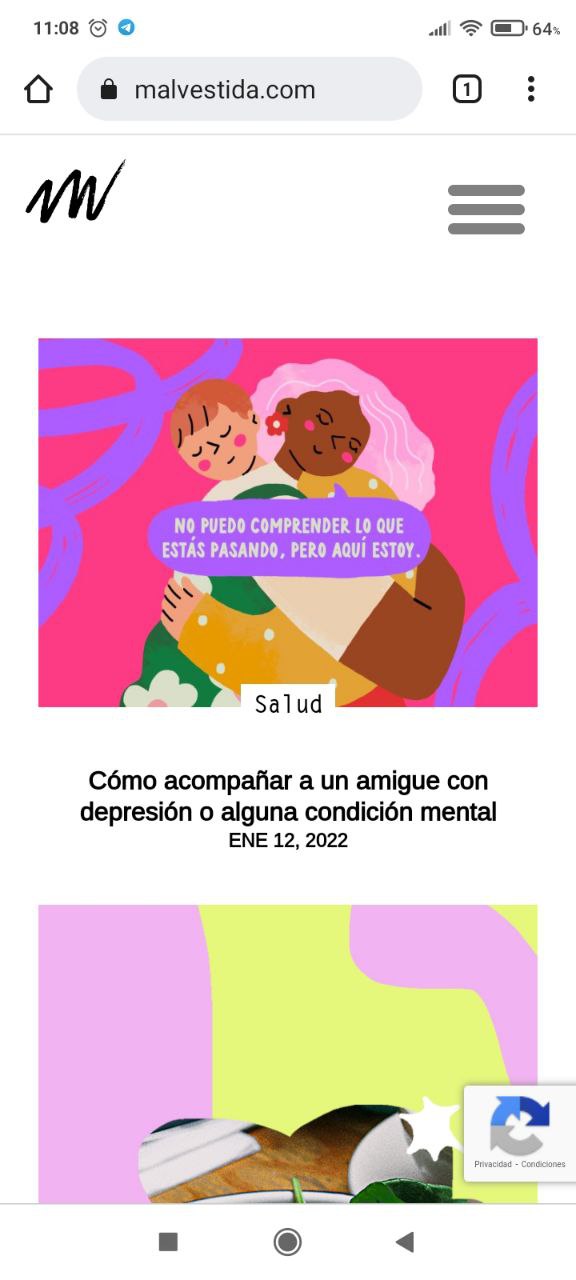 11:08
64%
malvestida.com
1
NO PUEDO COMPRENDER LO QUE
ESTÁS PASANDO, PERO AQUÍ ESTOY.
Salud
Cómo acompañar a un amigue con
depresión o alguna condición mental
ENE 12, 2022
Privacidad - Condiciones